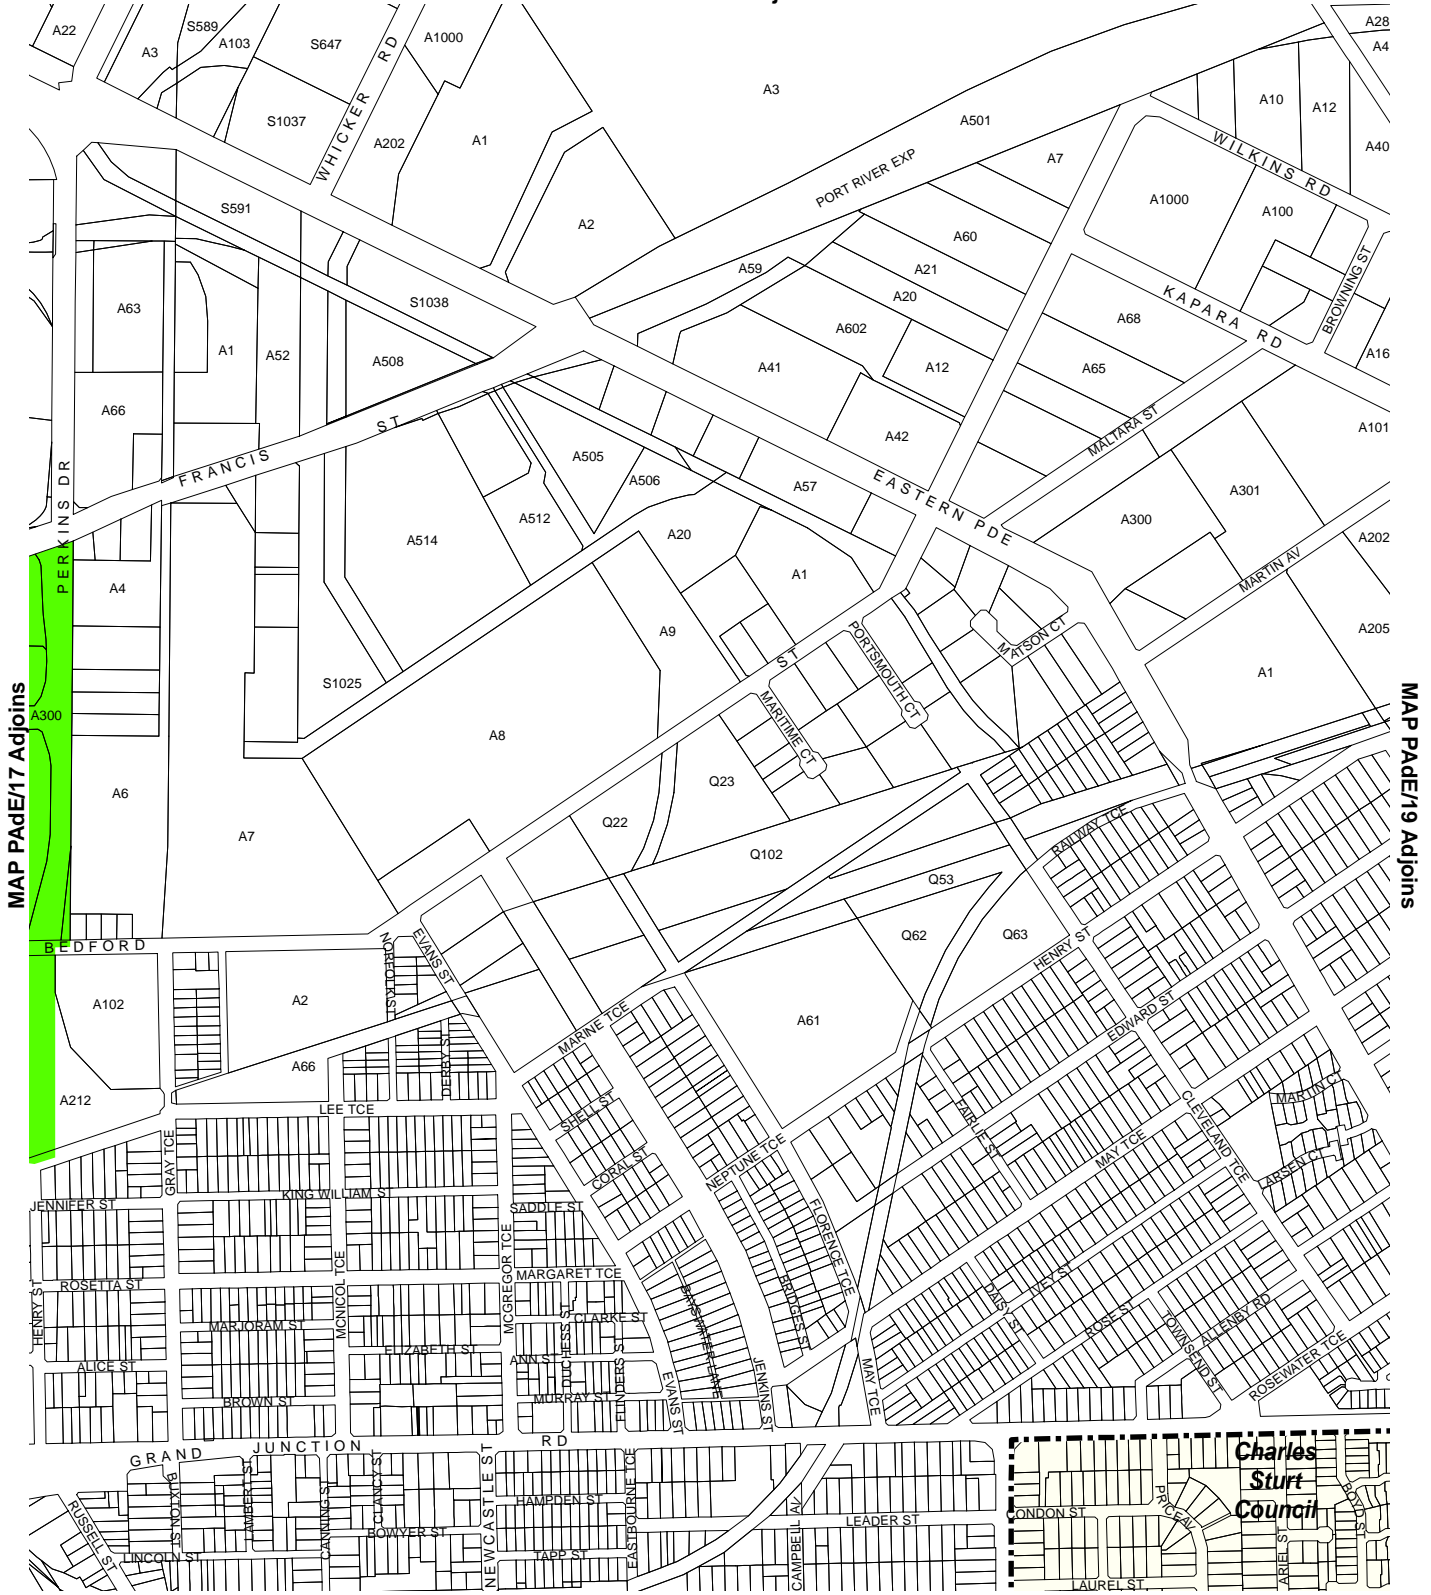 A22
A3
S589
A103
S647
WHICKER RD
A1000
A3
A28
A4
A10
A12
A40
S1037
A202
A1
A501
PORT RIVER EXP
A7
WILKINS RD
A1000
A100
S591
A2
A60
A21
A20
A59
BROWNING ST
S1038
A63
A1
A52
A508
A602
A41
A12
A68
KAPARA RD
A65
A16
A66
ST
FRANCIS
MALTARA ST
A101
A42
A505
A506
A57
EASTERN PDE
A301
A300
A202
PERKINS DR
A514
A512
A20
A1
MARTIN AV
A4
A9
ST
PORTSMOUTH CT
MATSON CT
A205
A1
S1025
MARITIME CT
A300
A8
Q23
Q22
A6
A7
Q102
RAILWAY TCE
Q53
MAP PAdE/17 Adjoins
MAP PAdE/19 Adjoins
Q62
Q63
HENRY ST
BEDFORD
NORFOLK ST
EVANS ST
A102
A2
MARINE TCE
A61
EDWARD ST
A66
DERBY ST
A212
LEE TCE
SHELL ST
FAIRLIE ST
CLEVELAND TCE
MARTIN CT
GRAY TCE
CORAL ST
NEPTUNE TCE
MAY TCE
LARSEN CT
JENNIFER ST
KING WILLIAM ST
SADDLE ST
FLORENCE TCE
ROSETTA ST
HENRY ST
MCNICOL TCE
MCGREGOR TCE
MARGARET TCE
BAYSWATER LANE
BRIDGES ST
DAISY ST
IVEY ST
ROSE ST
TOWNSEND ST
ALLENBY RD
ROSEWATER TCE
MARJORAM ST
CLARKE ST
DUCHESS ST
FLINDERS ST
ELIZABETH ST
ANN ST
ALICE ST
BROWN ST
MURRAY ST
EVANS ST
JENKINS ST
MAY TCE
GRAND JUNCTION RD
Charles
Sturt
Council
BUXTON ST
LAMBERT ST
CANNING ST
CLANCY ST
NEWCASTLE ST
HAMPDEN ST
EASTBOURNE TCE
CAMPBELL AV
LEADER ST
CONDON ST
PRICE AV
BOYD ST
RUSSELL ST
LINCOLN ST
BOWYER ST
TAPP ST
ARIEL ST
LAUREL ST